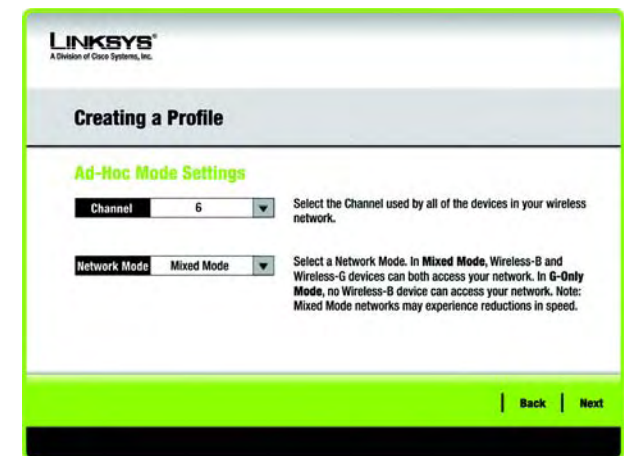 LINKSYS®
A Division of Cisco Systems, Inc.
Creating a Profile
Ad-Hoc Mode Settings
Channel 6
Select the Channel used by all of the devices in your wireless
network.
Network Mode Mixed Mode
Select a Network Mode. In Mixed Mode, Wireless-B and
Wireless-G devices can both access your network. In G-Only
Mode, no Wireless-B device can access your network. Note:
Mixed Mode networks may experience reductions in speed.
Back Next